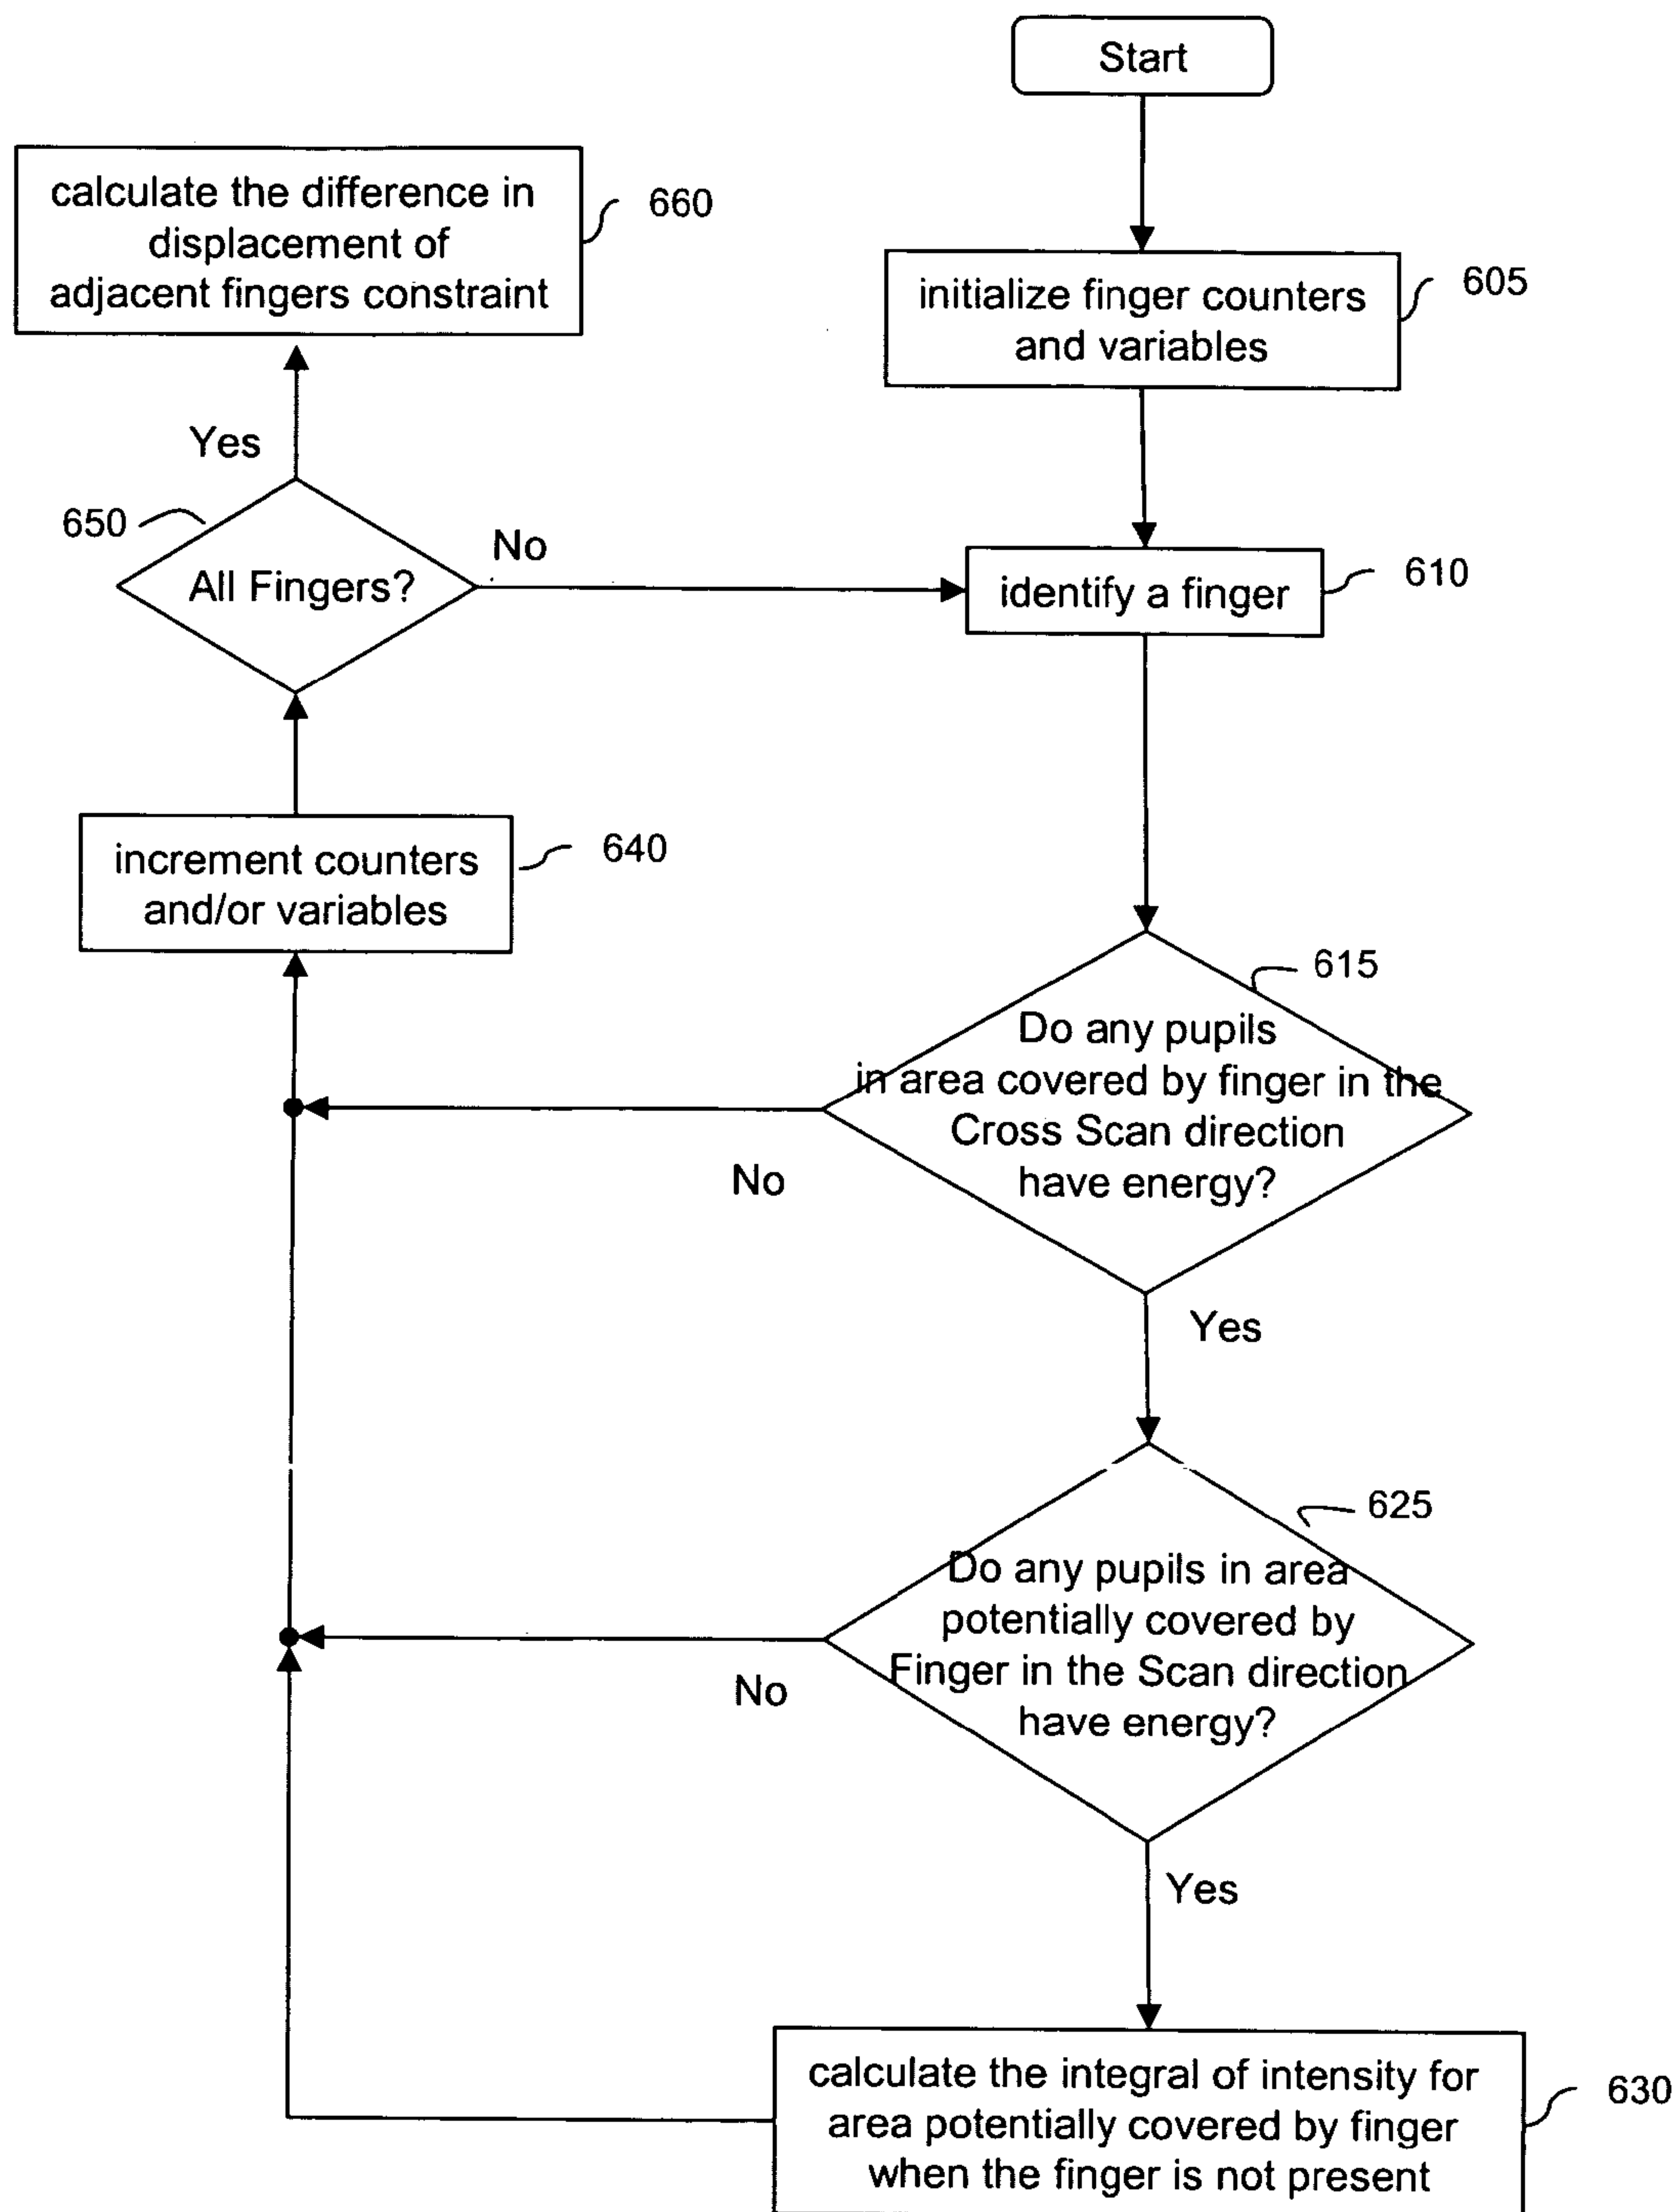 Start
calculate the difference in
displacement of
adjacent fingers constraint
660
initialize finger counters
and variables
605
Yes
650
All Fingers?
No
identify a finger
610
increment counters
and/or variables
640
615
Do any pupils
in area covered by finger in the
Cross Scan direction
have energy?
No
Yes
625
Do any pupils in area
potentially covered by
Finger in the Scan direction
have energy?
No
Yes
calculate the integral of intensity for
area potentially covered by finger
when the finger is not present
630